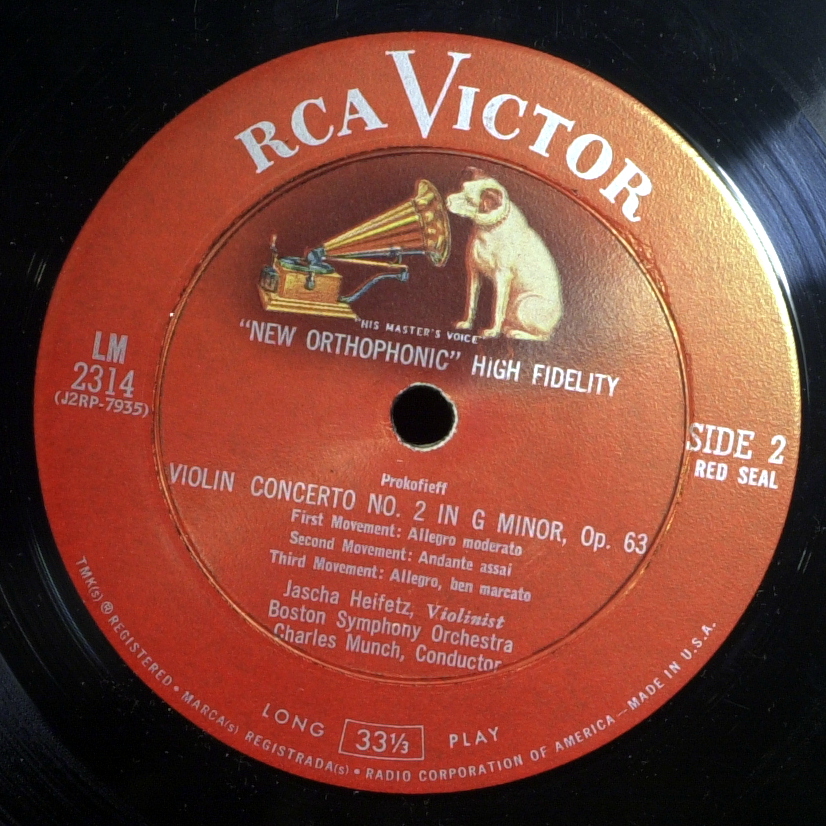 RCA VICTOR
"HIS MASTER'S VOICE"
"NEW ORTHOPHONIC" HIGH FIDELITY
LM
2314
(J2RP-7935)
SIDE 2
RED SEAL
Prokofieff
VIOLIN CONCERTO NO. 2 IN G MINOR, Op. 63
First Movement: Allegro moderato
Second Movement: Andante assai
Third Movement: Allegro, ben marcato
Jascha Heifetz, Violinist
Boston Symphony Orchestra
Charles Munch, Conductor
LONG 33⅓ PLAY
TMK(s) ® REGISTERED • MARCA(s) REGISTRADA(s) • RADIO CORPORATION OF AMERICA—MADE IN U.S.A.